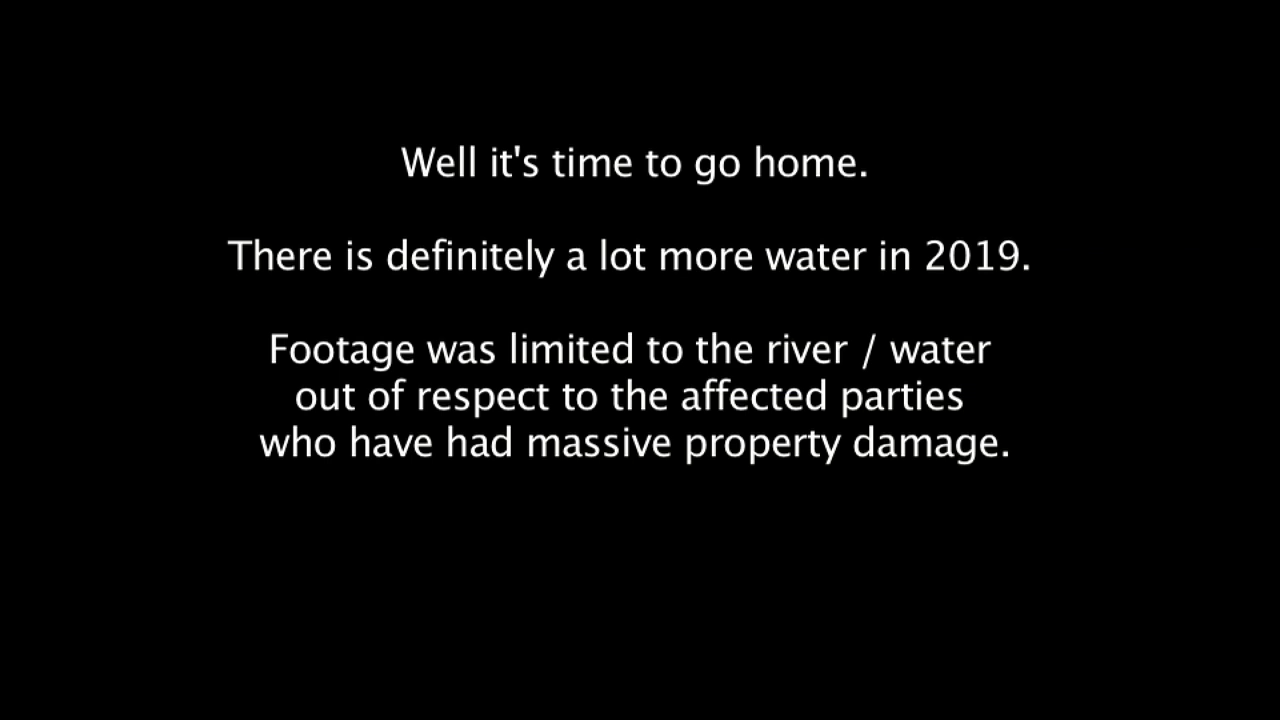 Well it's time to go home.
There is definitely a lot more water in 2019.
Footage was limited to the river / water
out of respect to the affected parties
who have had massive property damage.